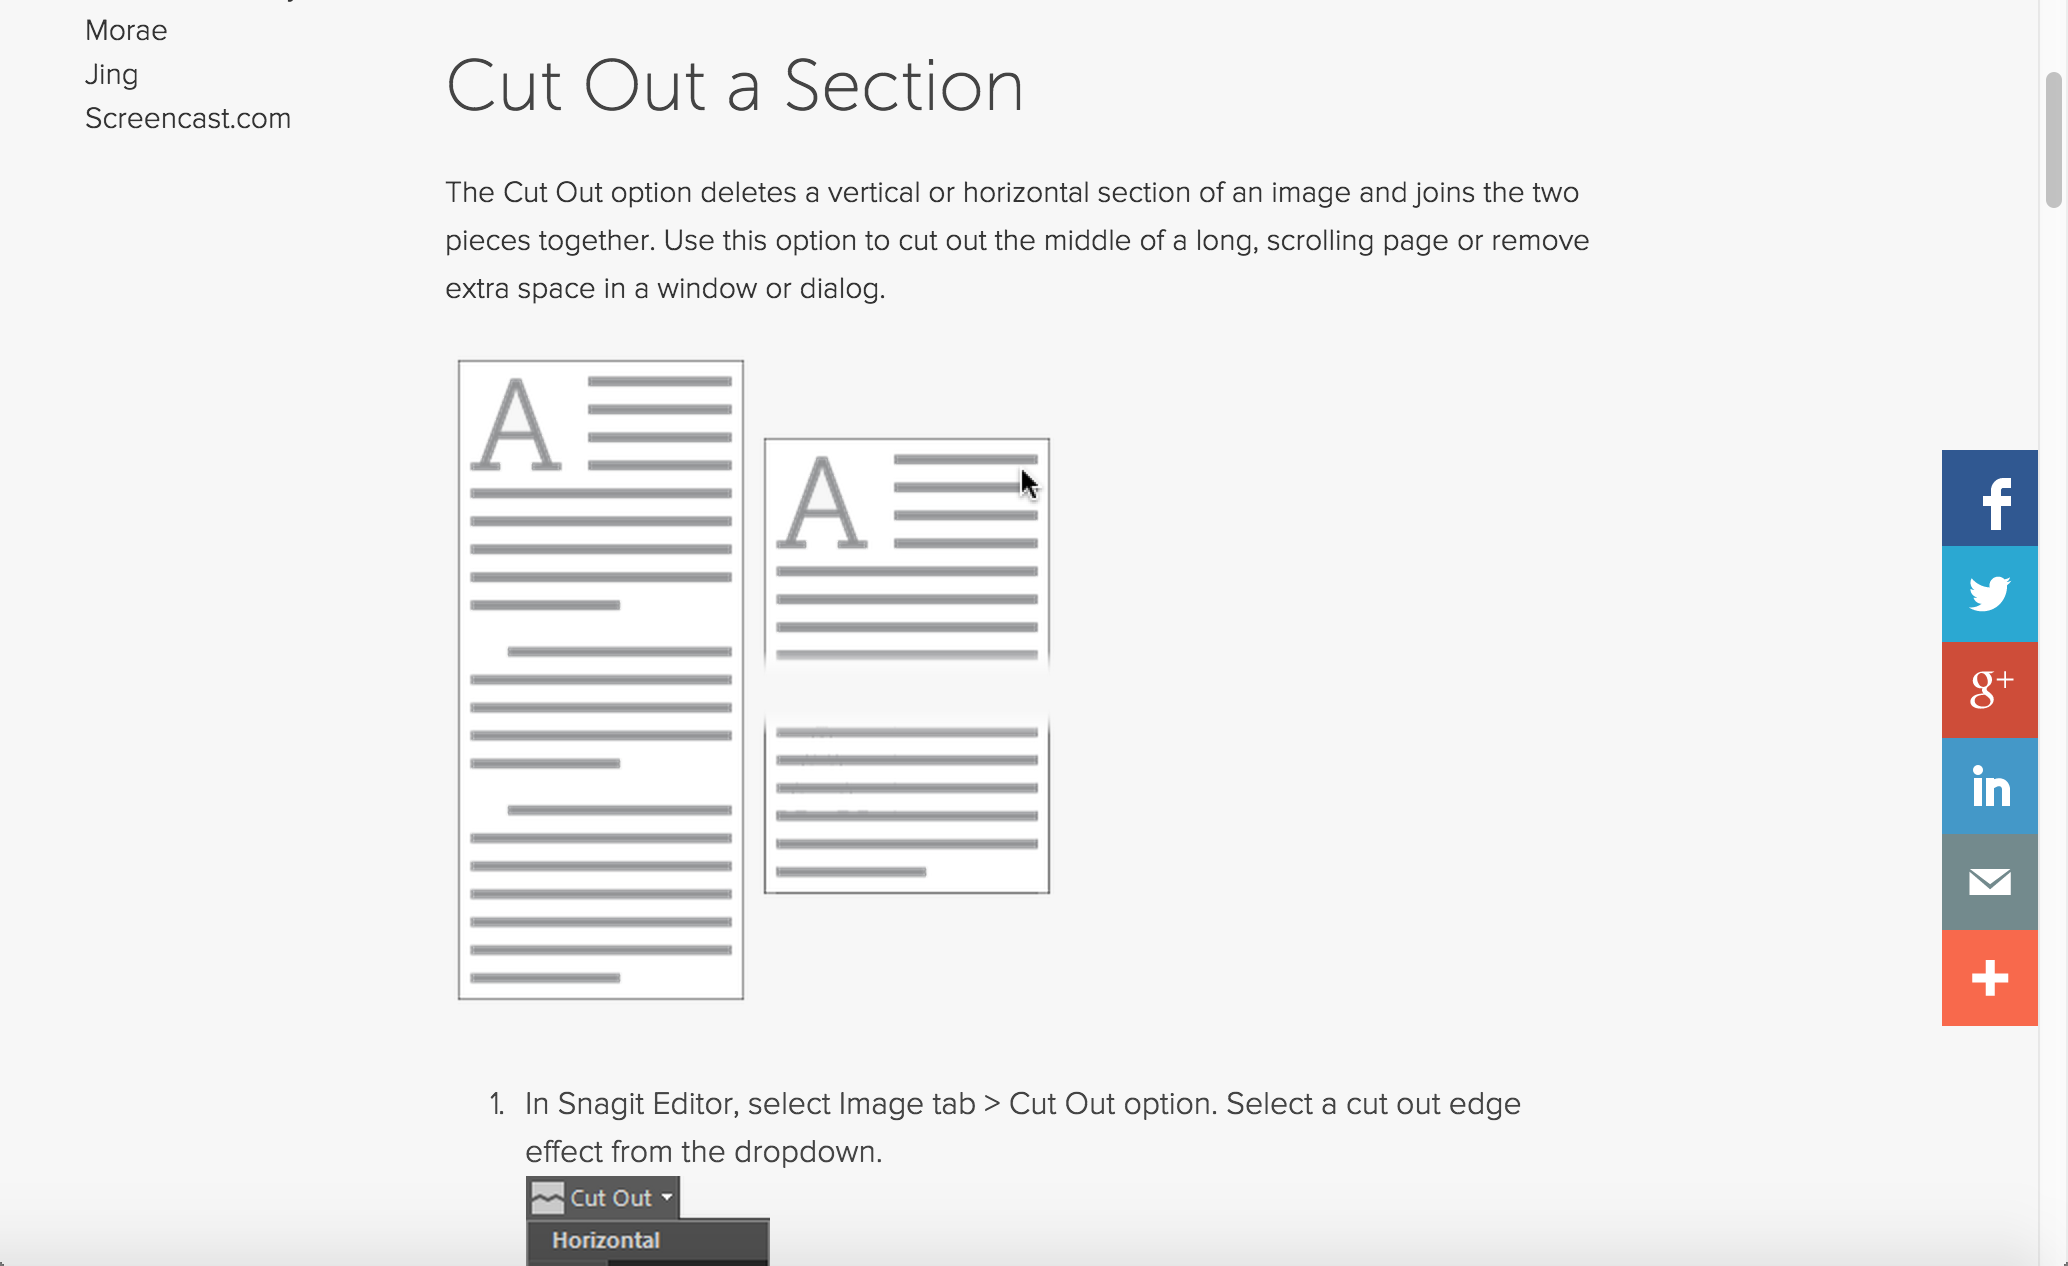 Morae
Jing
Screencast.com
Cut Out a Section
The Cut Out option deletes a vertical or horizontal section of an image and joins the two
pieces together. Use this option to cut out the middle of a long, scrolling page or remove
extra space in a window or dialog.
A
A
f
g+
in
1. In Snagit Editor, select Image tab > Cut Out option. Select a cut out edge
effect from the dropdown.
Cut Out
Horizontal